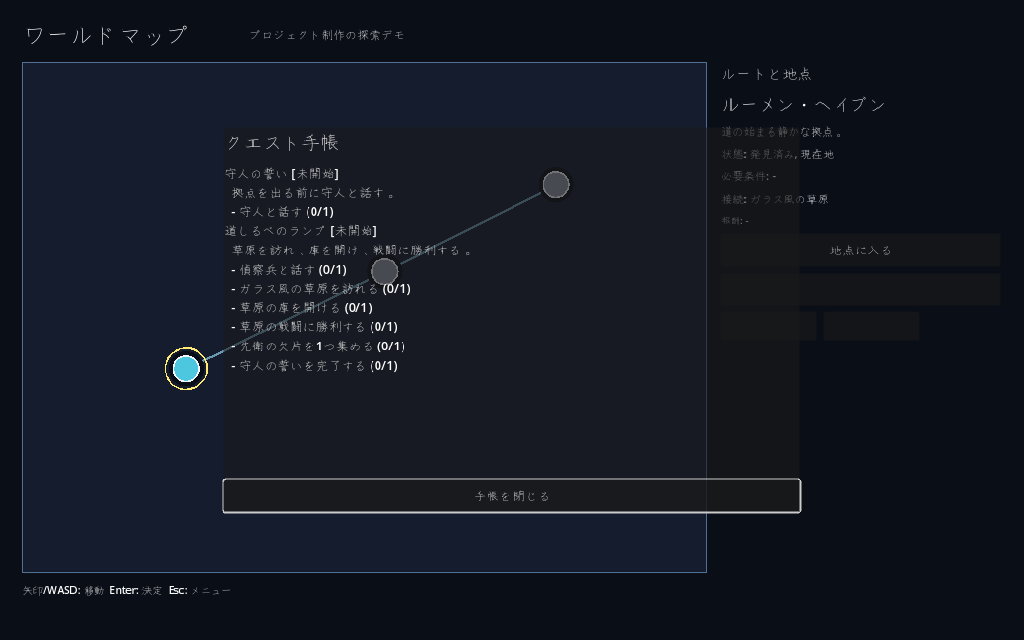 ワールドマップ
プロジェクト制作の探索デモ
ルートと地点
ルーメン・ヘイブン
道の始まる静かな拠点。
状態: 発見済み, 現在地
必要条件: -
接続: ガラス風の草原
報酬: -
地点に入る
クエスト手帳
守人の誓い [未開始]
拠点を出る前に守人と話す。
- 守人と話す (0/1)
道しるべのランプ [未開始]
草原を訪れ、庫を開け、戦闘に勝利する。
- 偵察兵と話す (0/1)
- ガラス風の草原を訪れる (0/1)
- 草原の庫を開ける (0/1)
- 草原の戦闘に勝利する (0/1)
- 先衛の欠片を1つ集める (0/1)
- 守人の誓いを完了する (0/1)
手帳を閉じる
矢印/WASD: 移動 Enter: 決定 Esc: メニュー